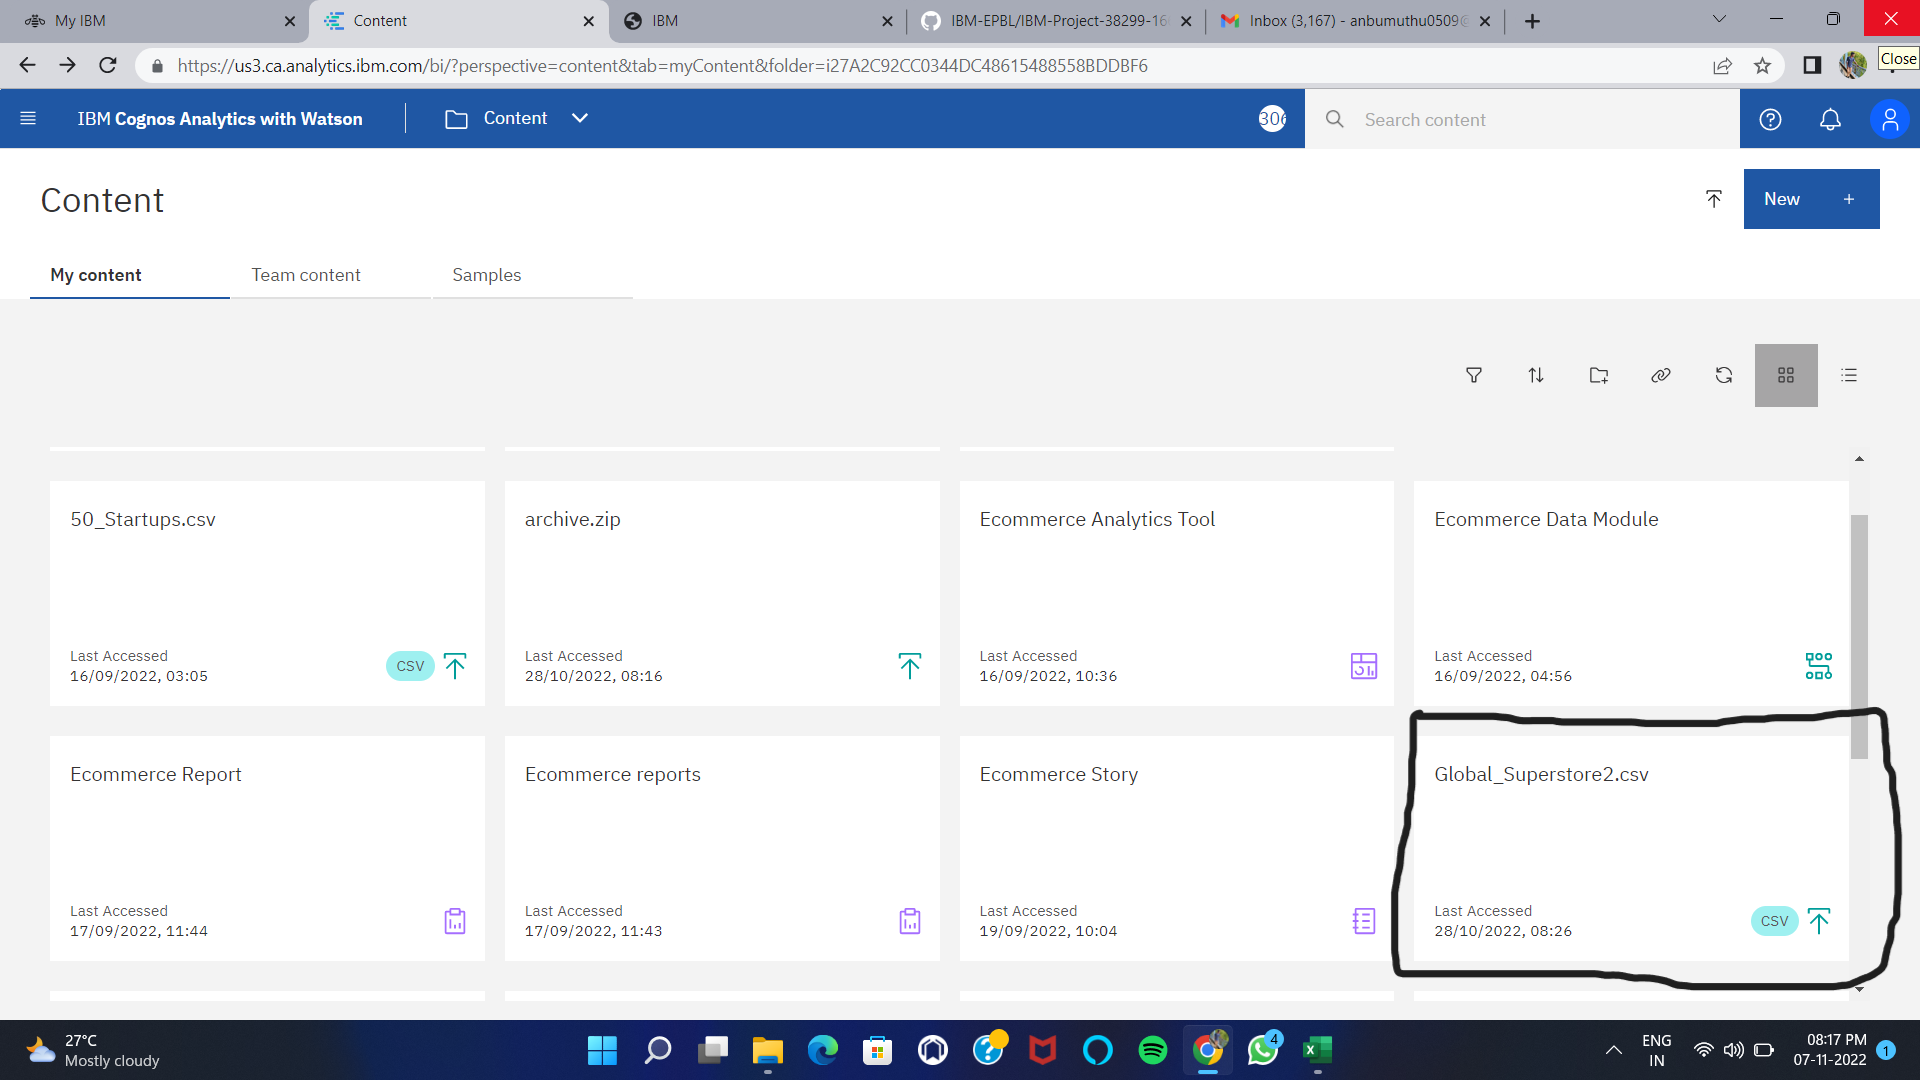 My IBM
Content
IBM
IBM-EPBL/IBM-Project-38299-16
Inbox (3,167) - anbumuthu0509@
https://us3.ca.analytics.ibm.com/bi/?perspective=content&tab=myContent&folder=i27A2C92CC0344DC48615488558BDDBF6
Close
IBM Cognos Analytics with Watson
Content
306
Search content
Content
New +
My content
Team content
Samples
50_Startups.csv
archive.zip
Ecommerce Analytics Tool
Ecommerce Data Module
Last Accessed
16/09/2022, 03:05
CSV
Last Accessed
28/10/2022, 08:16
Last Accessed
16/09/2022, 10:36
Last Accessed
16/09/2022, 04:56
Ecommerce Report
Ecommerce reports
Ecommerce Story
Global_Superstore2.csv
Last Accessed
17/09/2022, 11:44
Last Accessed
17/09/2022, 11:43
Last Accessed
19/09/2022, 10:04
Last Accessed
28/10/2022, 08:26
CSV
27°C
Mostly cloudy
4
ENG
IN
08:17 PM
07-11-2022
1